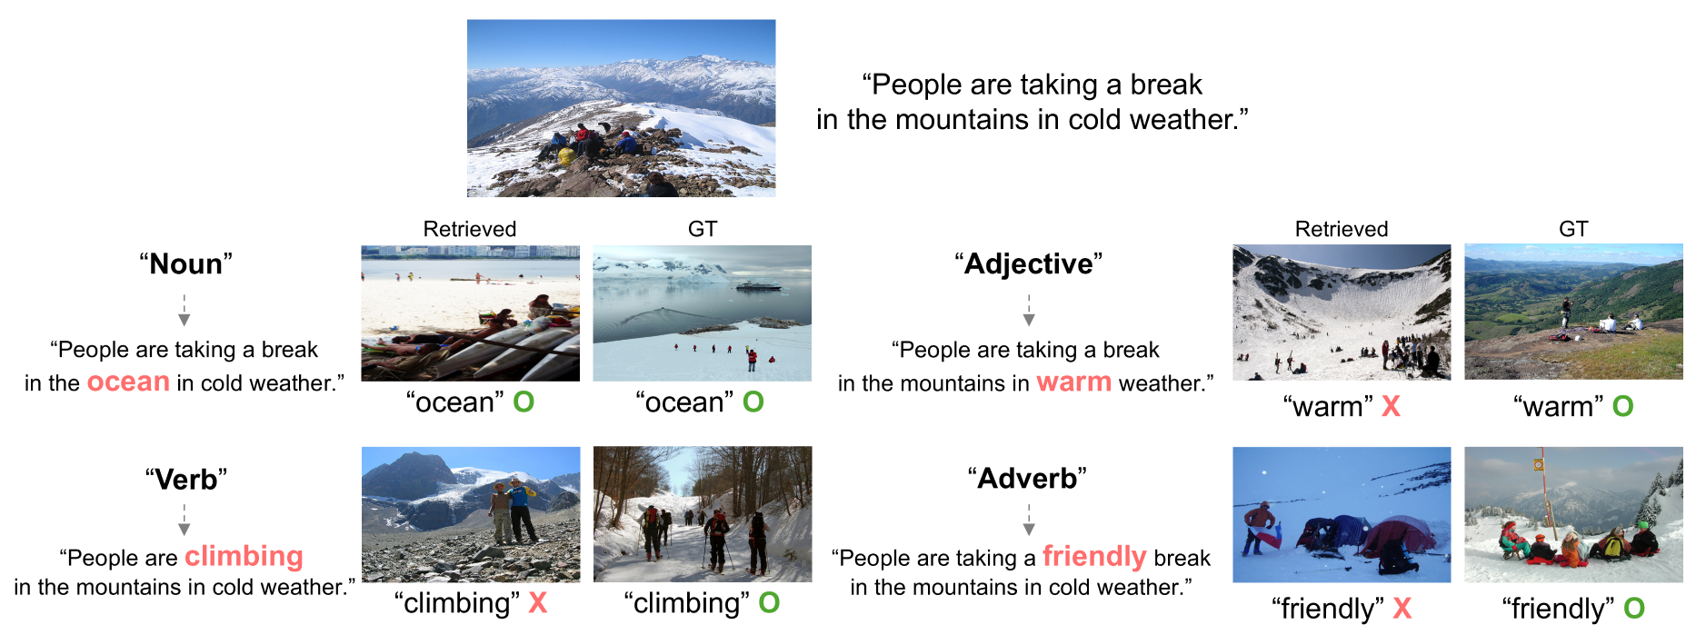 “People are taking a break
in the mountains in cold weather.”
Retrieved
GT
“Noun”
“People are taking a break
in the ocean in cold weather.”
“ocean” O
“ocean” O
Retrieved
GT
“Adjective”
“People are taking a break
in the mountains in warm weather.”
“warm” X
“warm” O
“Verb”
“People are climbing
in the mountains in cold weather.”
“climbing” X
“climbing” O
“Adverb”
“People are taking a friendly break
in the mountains in cold weather.”
“friendly” X
“friendly” O